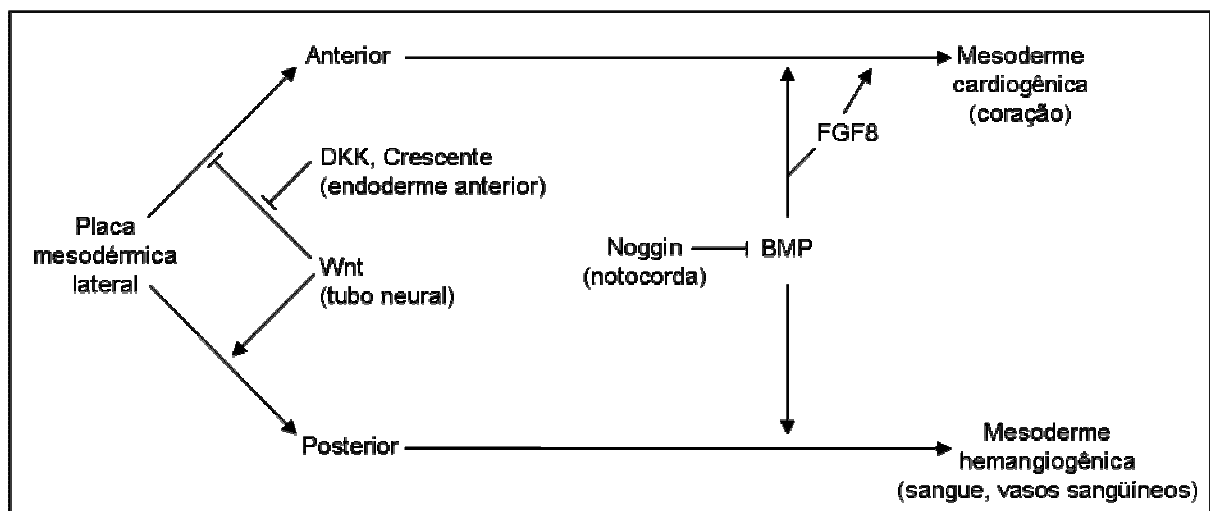 Anterior
Mesoderme
cardiogênica
(coração)
FGF8
DKK, Crescente
(endoderme anterior)
Placa
mesodérmica
lateral
Wnt
(tubo neural)
Noggin
(notocorda)
BMP
Posterior
Mesoderme
hemangiogênica
(sangue, vasos sangüíneos)